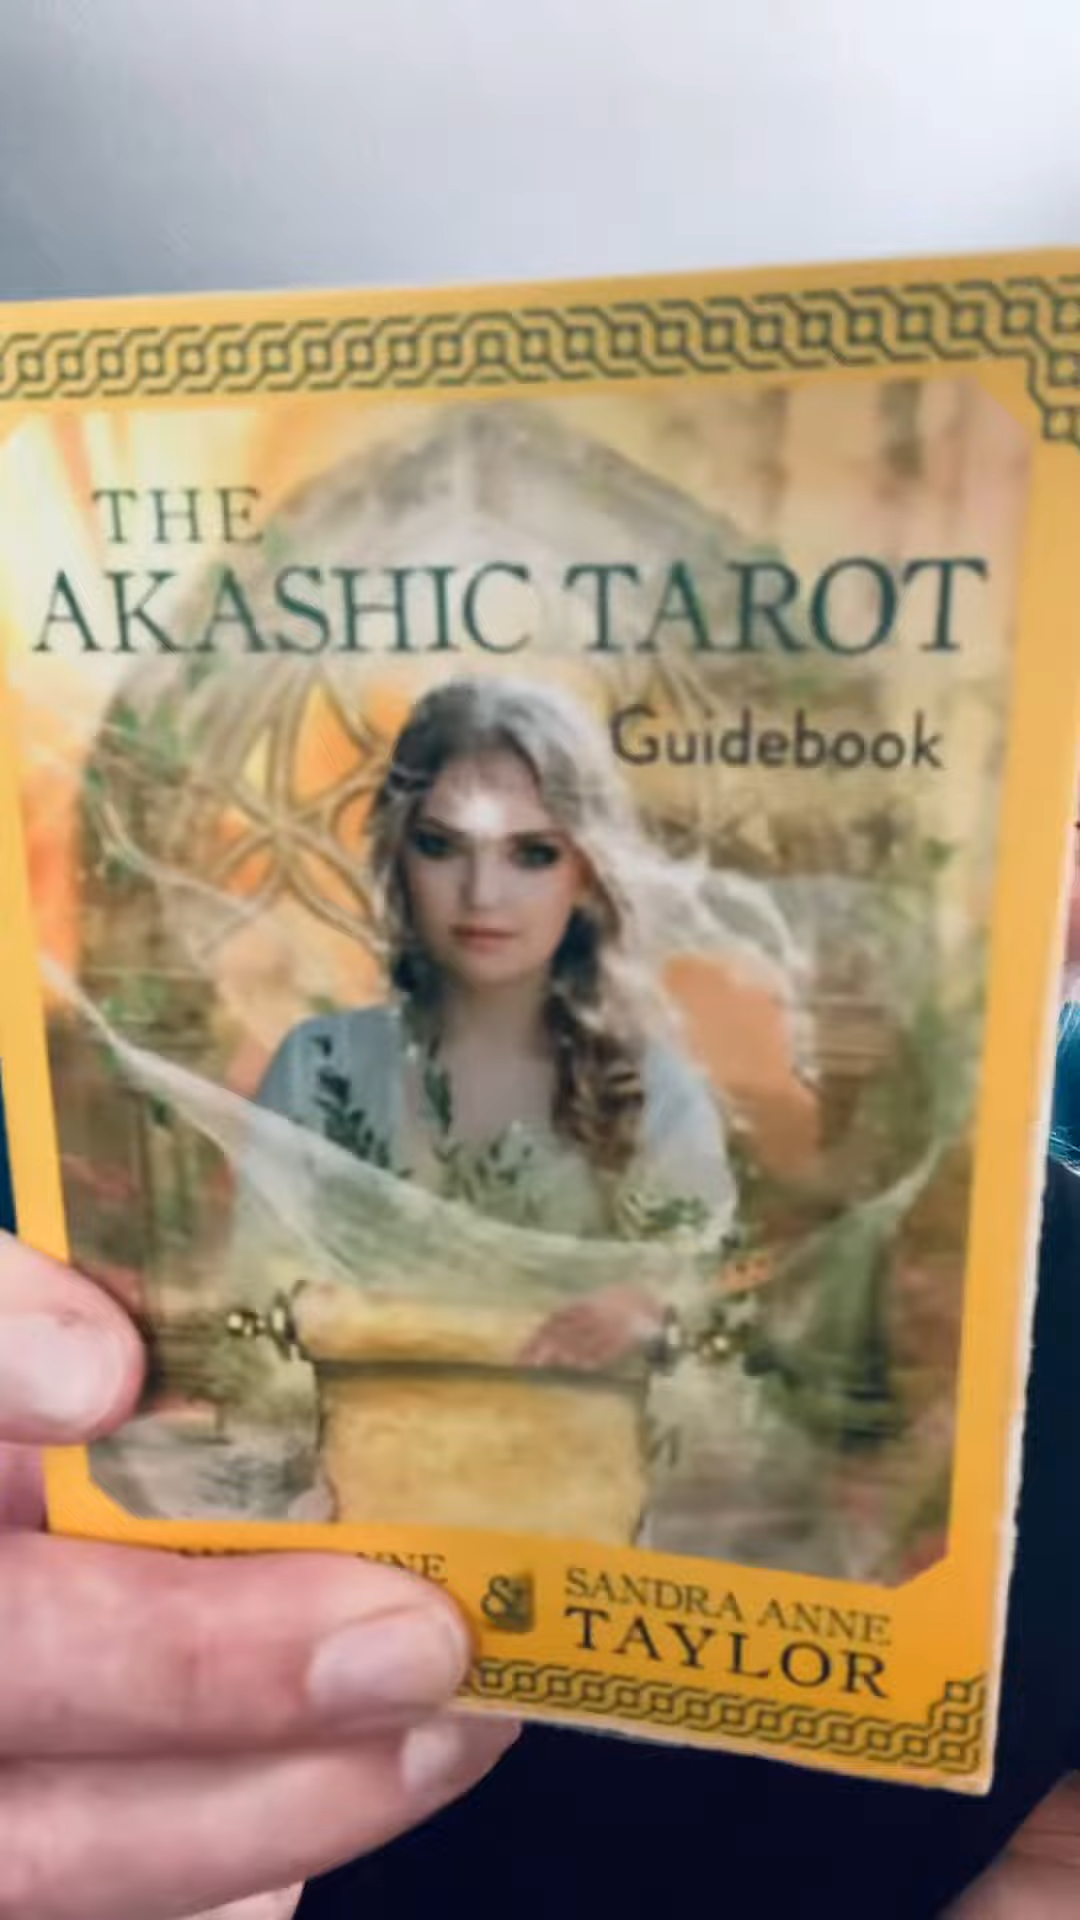 THE
AKASHIC TAROT
Guidebook
&
SANDRA ANNE
TAYLOR